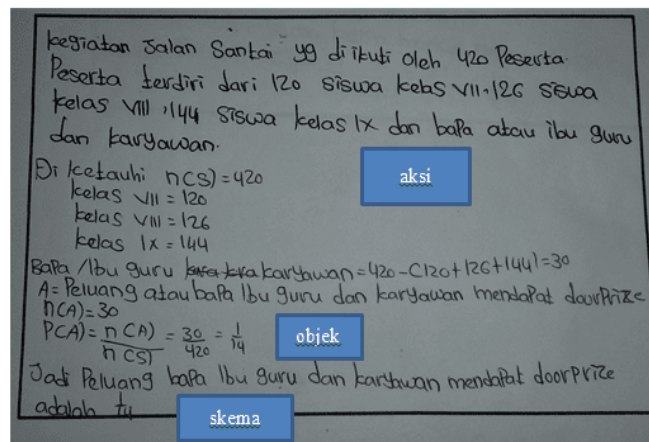 kegiatan Jalan Santai yg diikuti oleh 420 Peserta.
Peserta terdiri dari 120 siswa kelas VII, 126 siswa
kelas VIII, 144 siswa kelas IX dan bapa atau ibu guru
dan karyawan.
aksi
Di ketauhi n(S) = 420
kelas VII = 120
kelas VIII = 126
kelas IX = 144
Bapa /Ibu guru karyawan = 420 - (120+126+144) = 30
A = Peluang atau bapa Ibu guru dan karyawan mendapat doorPrize
n(A) = 30
P(A) = n(A)/n(S) = 30/420 = 1/14
objek
Jadi Peluang bapa Ibu guru dan karyawan mendapat doorprize
adalah
skema